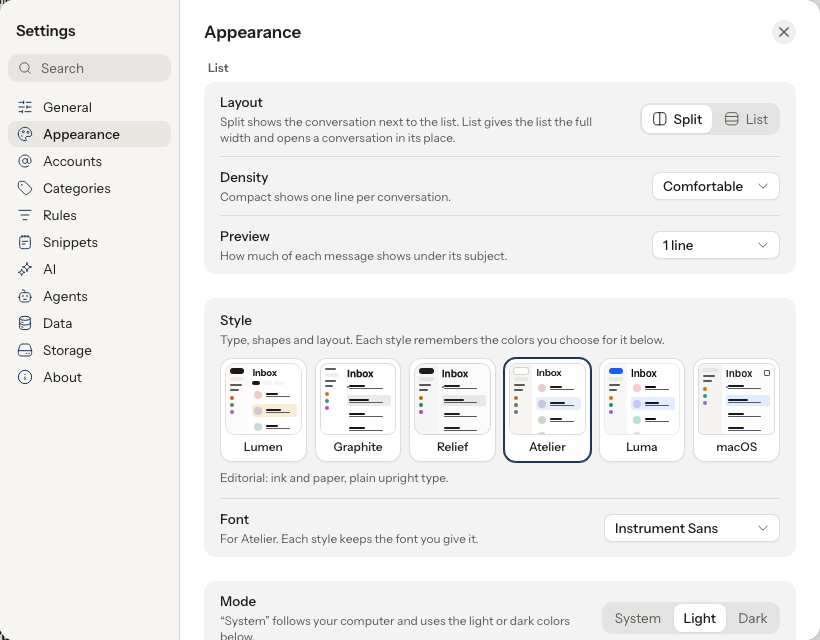 Settings
Search
General
Appearance
Accounts
Categories
Rules
Snippets
AI
Agents
Data
Storage
About
Appearance
List
Layout
Split shows the conversation next to the list. List gives the list the full
width and opens a conversation in its place.
Split
List
Density
Compact shows one line per conversation.
Comfortable
Preview
How much of each message shows under its subject.
1 line
Style
Type, shapes and layout. Each style remembers the colors you choose for it below.
Inbox
Inbox
Inbox
Inbox
Inbox
Inbox
Lumen
Graphite
Relief
Atelier
Luma
macOS
Editorial: ink and paper, plain upright type.
Font
For Atelier. Each style keeps the font you give it.
Instrument Sans
Mode
“System” follows your computer and uses the light or dark colors
below.
System
Light
Dark